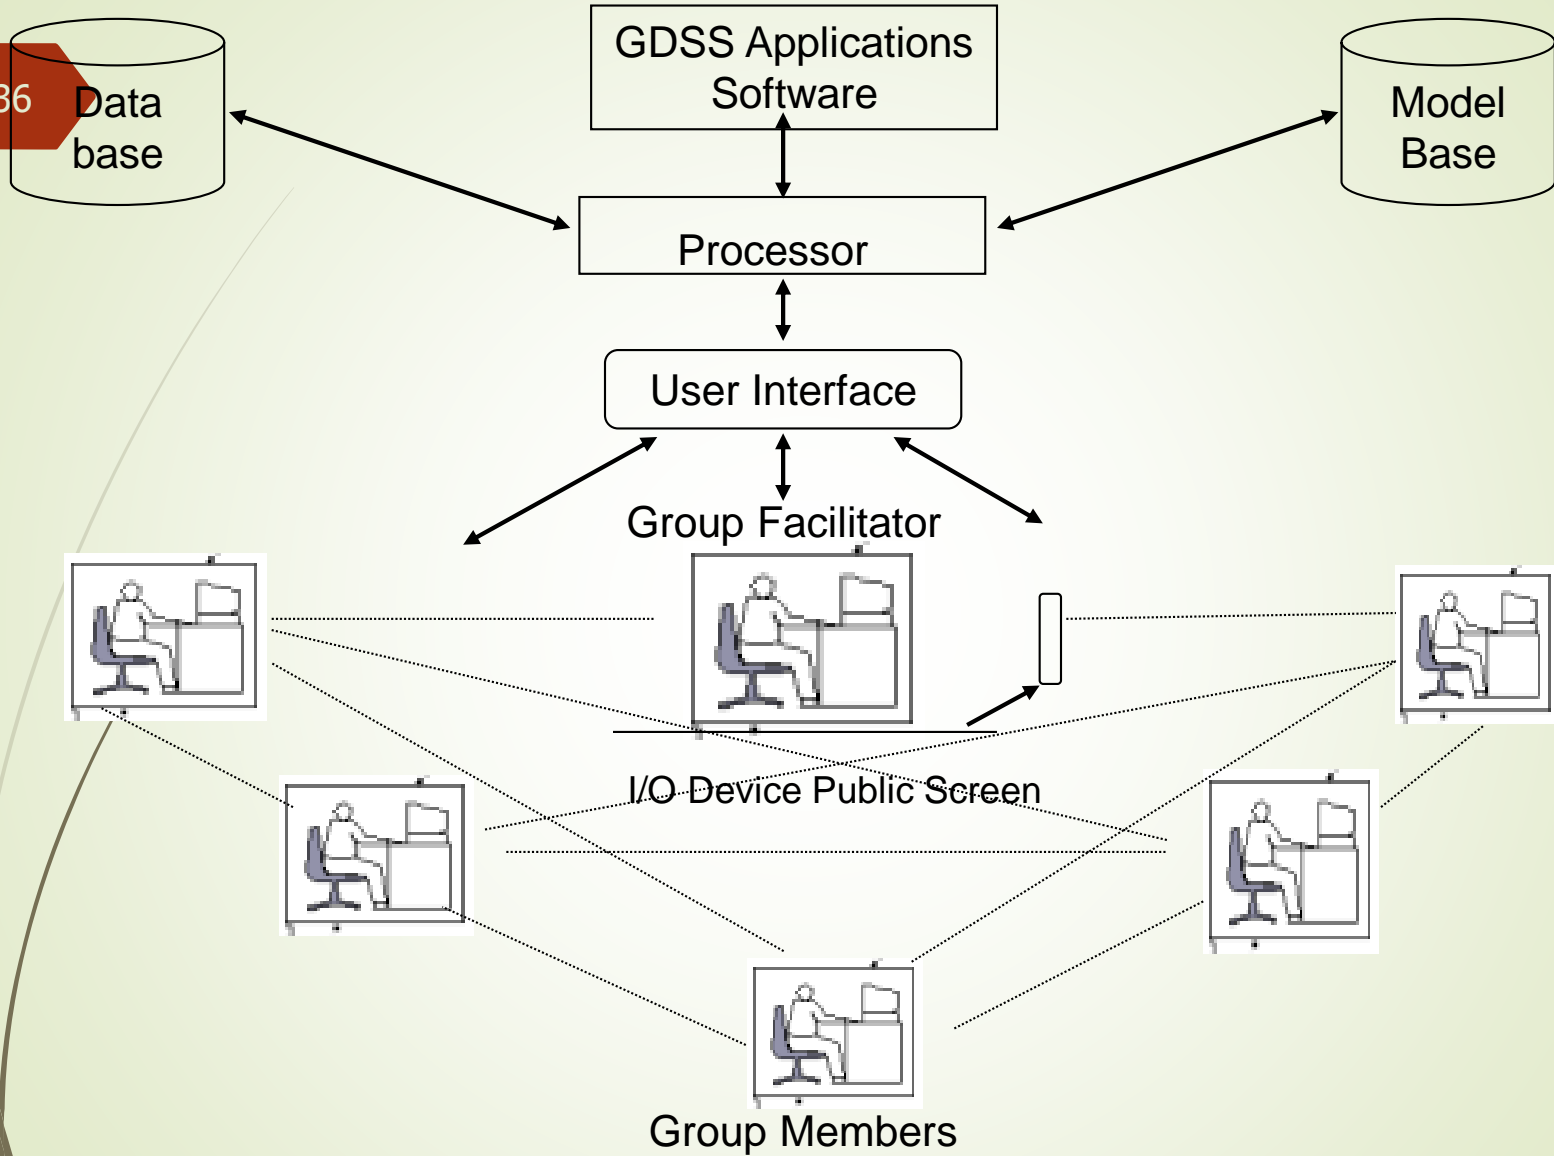 36
Data
base
GDSS Applications
Software
Model
Base
Processor
User Interface
Group Facilitator
I/O Device Public Screen
Group Members